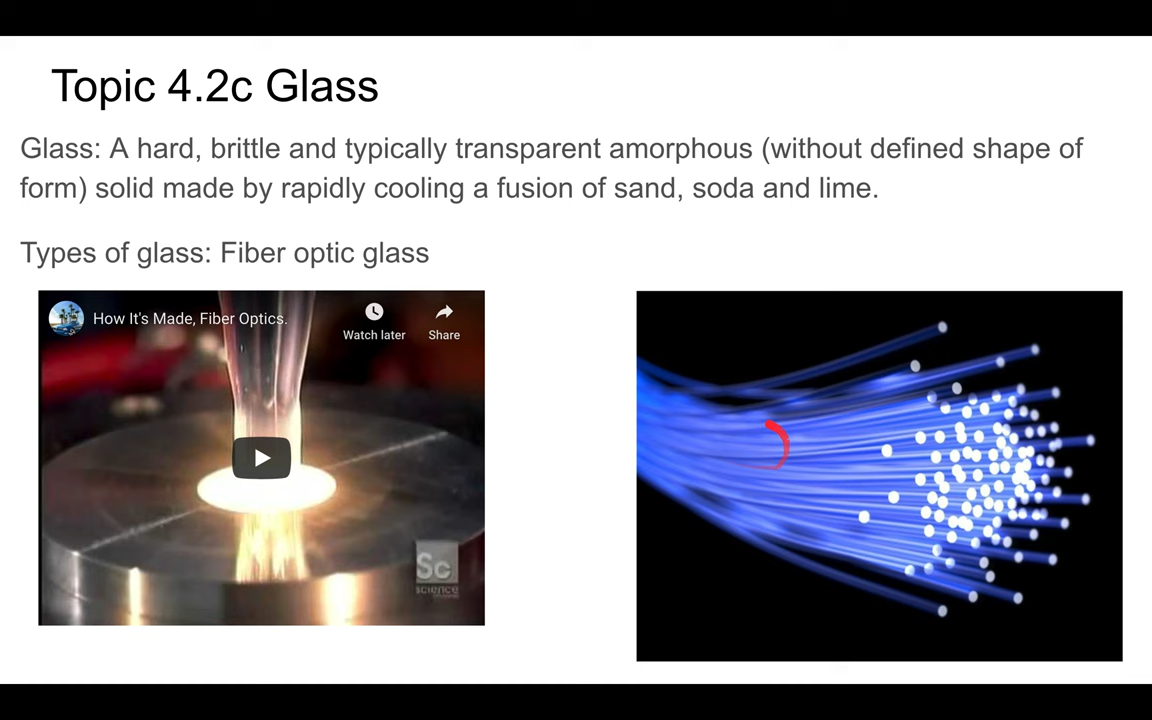 Topic 4.2c Glass
Glass: A hard, brittle and typically transparent amorphous (without defined shape of
form) solid made by rapidly cooling a fusion of sand, soda and lime.
Types of glass: Fiber optic glass
How It's Made, Fiber Optics.
Watch later
Share
Sc
science